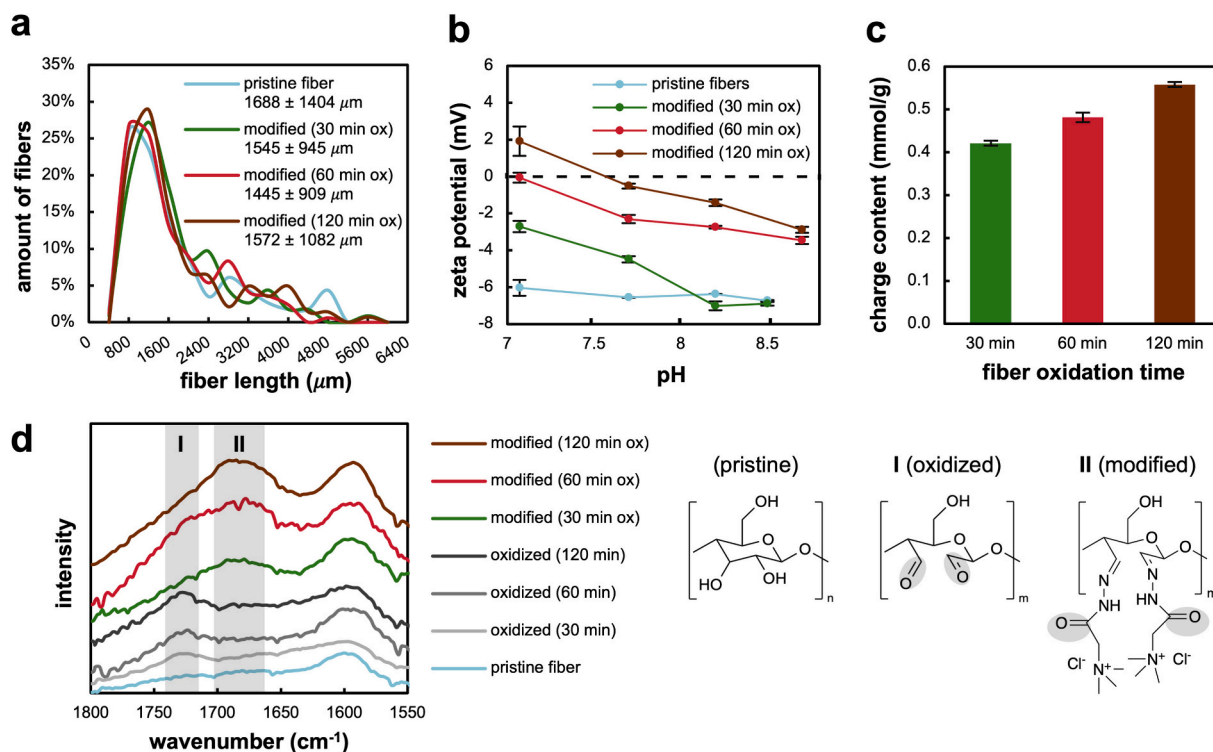 a
35%
30%
25%
20%
15%
10%
5%
0%
amount of fibers
0
800
1600
2400
3200
4000
4800
5600
6400
fiber length (μm)
pristine fiber
1688 ± 1404 μm
modified (30 min ox)
1545 ± 945 μm
modified (60 min ox)
1445 ± 909 μm
modified (120 min ox)
1572 ± 1082 μm
b
6
4
2
0
-2
-4
-6
-8
zeta potential (mV)
7
7.5
8
8.5
pH
pristine fibers
modified (30 min ox)
modified (60 min ox)
modified (120 min ox)
c
0.6
0.5
0.4
0.3
0.2
0.1
0.0
charge content (mmol/g)
30 min
60 min
120 min
fiber oxidation time
d
I
II
intensity
1800
1750
1700
1650
1600
1550
wavenumber (cm⁻¹)
modified (120 min ox)
modified (60 min ox)
modified (30 min ox)
oxidized (120 min)
oxidized (60 min)
oxidized (30 min)
pristine fiber
(pristine)
OH
O
O
HO
OH
n
I (oxidized)
OH
O
O
O
O
m
II (modified)
OH
O
O
N
N
NH
N
HN
m
O
O
Cl⁻
N⁺
N⁺
Cl⁻